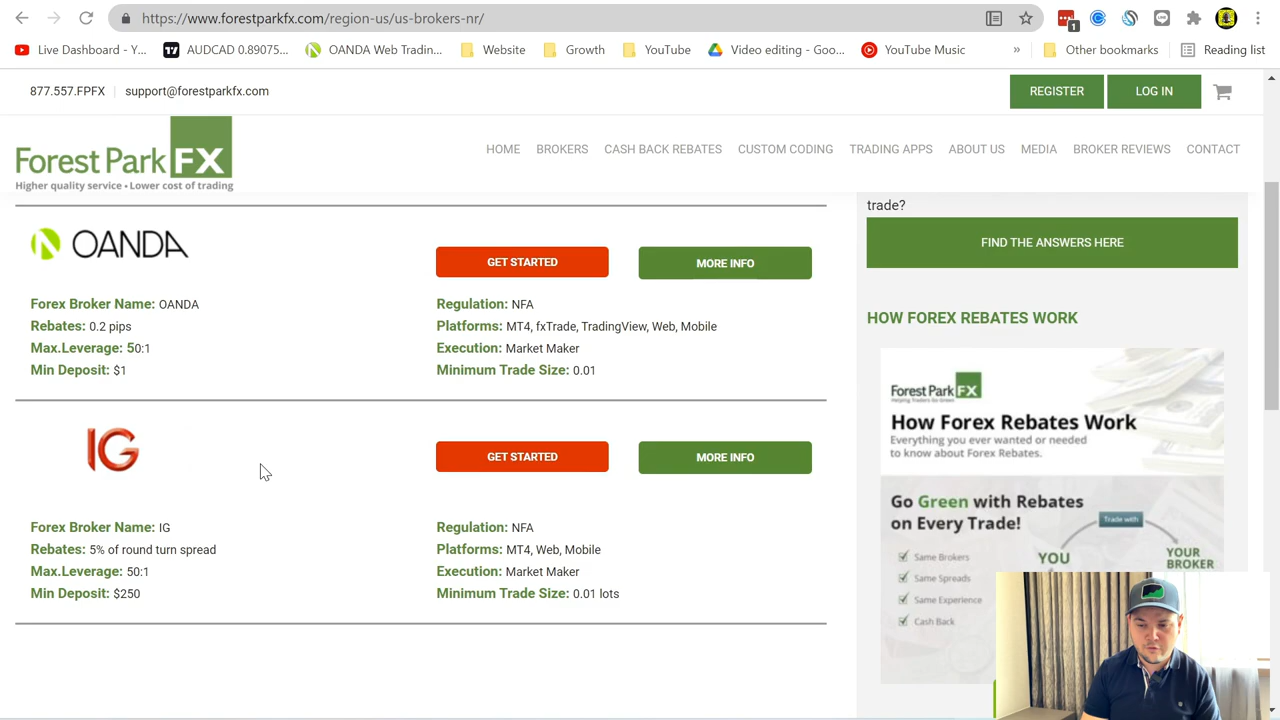 https://www.forestparkfx.com/region-us/us-brokers-nr/
1
Live Dashboard - Y...
AUDCAD 0.89075...
OANDA Web Tradin...
Website
Growth
YouTube
Video editing - Goo...
YouTube Music
»
Other bookmarks
Reading list
877.557.FPFX
support@forestparkfx.com
REGISTER
LOG IN
Forest Park FX
Higher quality service • Lower cost of trading
HOME
BROKERS
CASH BACK REBATES
CUSTOM CODING
TRADING APPS
ABOUT US
MEDIA
BROKER REVIEWS
CONTACT
OANDA
GET STARTED
MORE INFO
Forex Broker Name: OANDA
Rebates: 0.2 pips
Max.Leverage: 50:1
Min Deposit: $1
Regulation: NFA
Platforms: MT4, fxTrade, TradingView, Web, Mobile
Execution: Market Maker
Minimum Trade Size: 0.01
IG
GET STARTED
MORE INFO
Forex Broker Name: IG
Rebates: 5% of round turn spread
Max.Leverage: 50:1
Min Deposit: $250
Regulation: NFA
Platforms: MT4, Web, Mobile
Execution: Market Maker
Minimum Trade Size: 0.01 lots
trade?
FIND THE ANSWERS HERE
HOW FOREX REBATES WORK
Forest Park FX
Helping Traders Go Green
How Forex Rebates Work
Everything you ever wanted or needed
to know about Forex Rebates.
Go Green with Rebates
on Every Trade!
Same Brokers
Same Spreads
Same Experience
Cash Back
Trade with
YOU
YOUR
BROKER